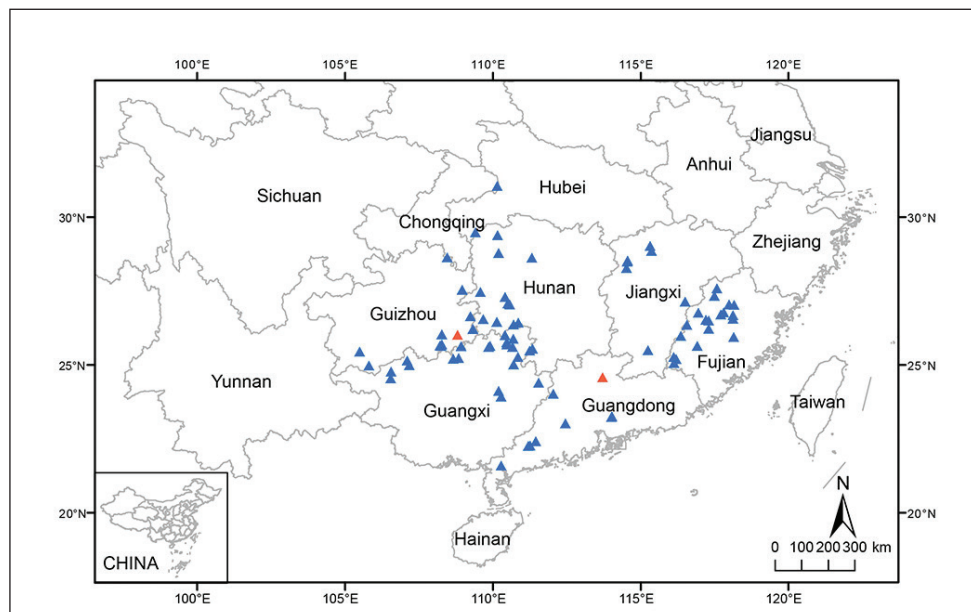 100°E 105°E 110°E 115°E 120°E
Jiangsu
Anhui
Hubei
Sichuan
30°N 30°N
Chongqing
Zhejiang
Hunan
Jiangxi
Guizhou
25°N 25°N
Fujian
Yunnan
Taiwan
Guangxi
Guangdong
N
20°N 20°N
Hainan
0 100 200 300 km
CHINA
100°E 105°E 110°E 115°E 120°E